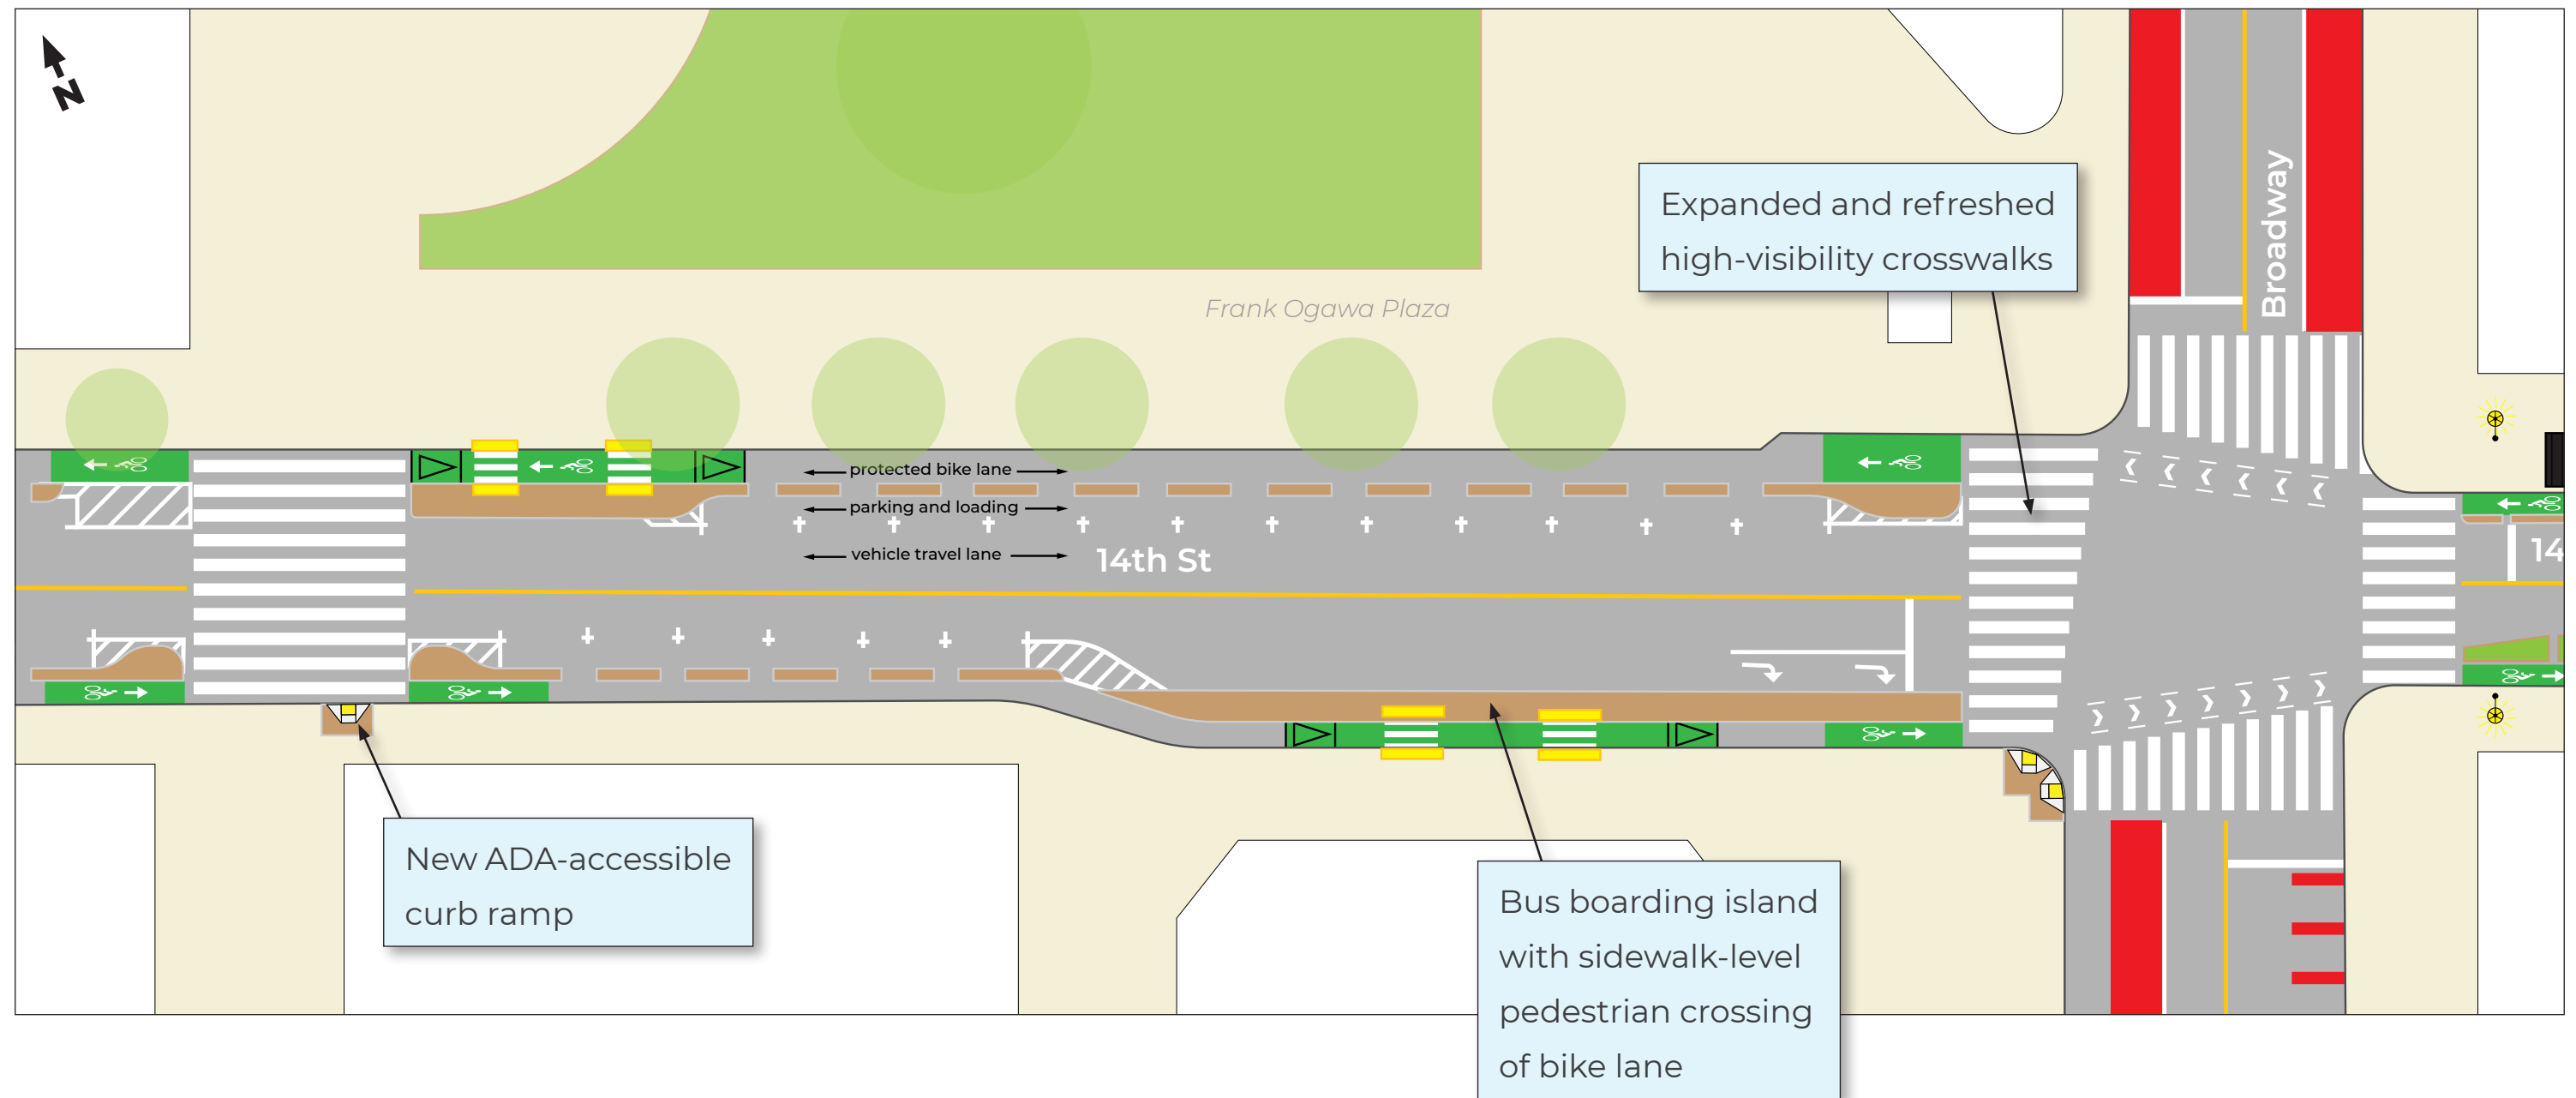 N
Broadway
Expanded and refreshed
high-visibility crosswalks
Frank Ogawa Plaza
protected bike lane
parking and loading
vehicle travel lane
14th St
14
New ADA-accessible
curb ramp
Bus boarding island
with sidewalk-level
pedestrian crossing
of bike lane